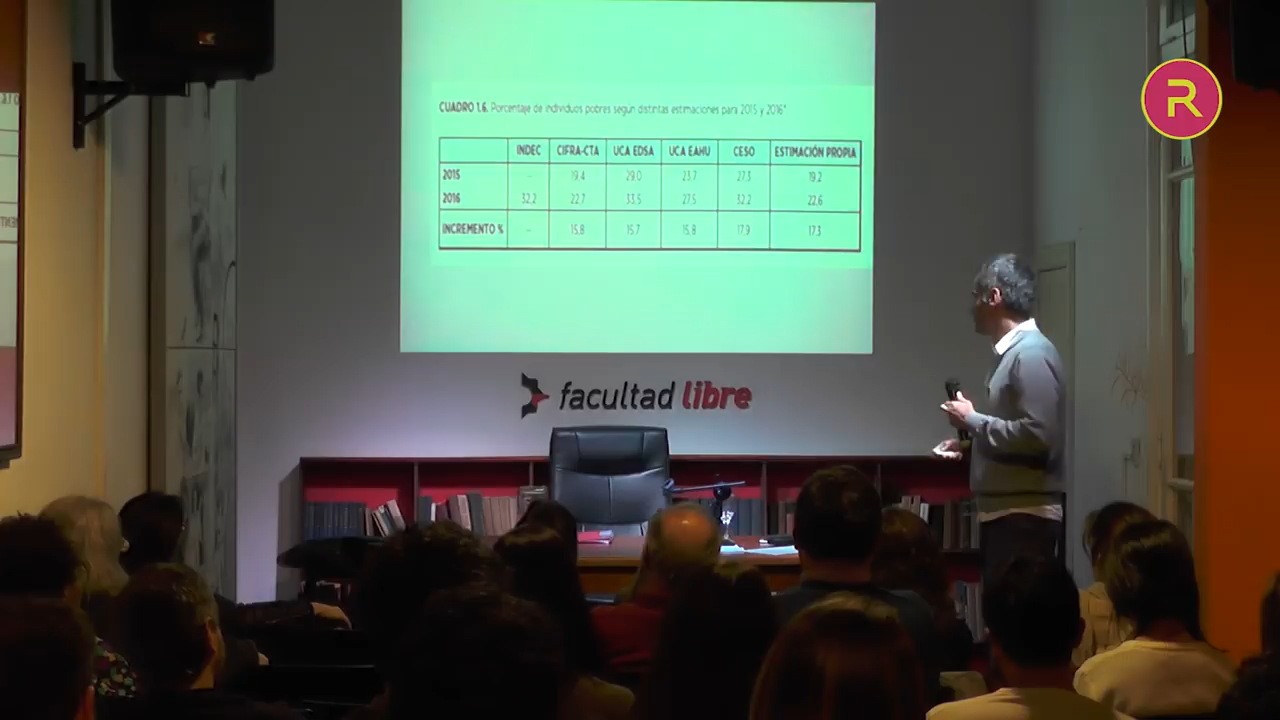 CUADRO 1.6. Porcentaje de individuos pobres según distintas estimaciones para 2015 y 2016*
INDEC CIFRA-CTA UCA EDSA UCA EAHU CESO ESTIMACIÓN PROPIA
2015 - 19,4 29,0 23,7 27,3 19,2
2016 32,2 22,7 33,5 27,5 32,2 22,6
INCREMENTO % - 15,8 15,7 15,8 17,9 17,3
facultad libre
R